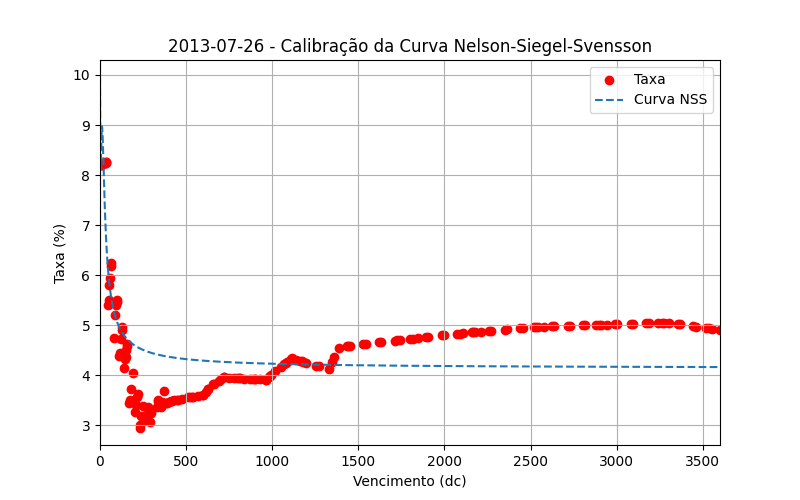 2013-07-26 - Calibração da Curva Nelson-Siegel-Svensson
Taxa
Curva NSS
Taxa (%)
10
9
8
7
6
5
4
3
0 500 1000 1500 2000 2500 3000 3500
Vencimento (dc)